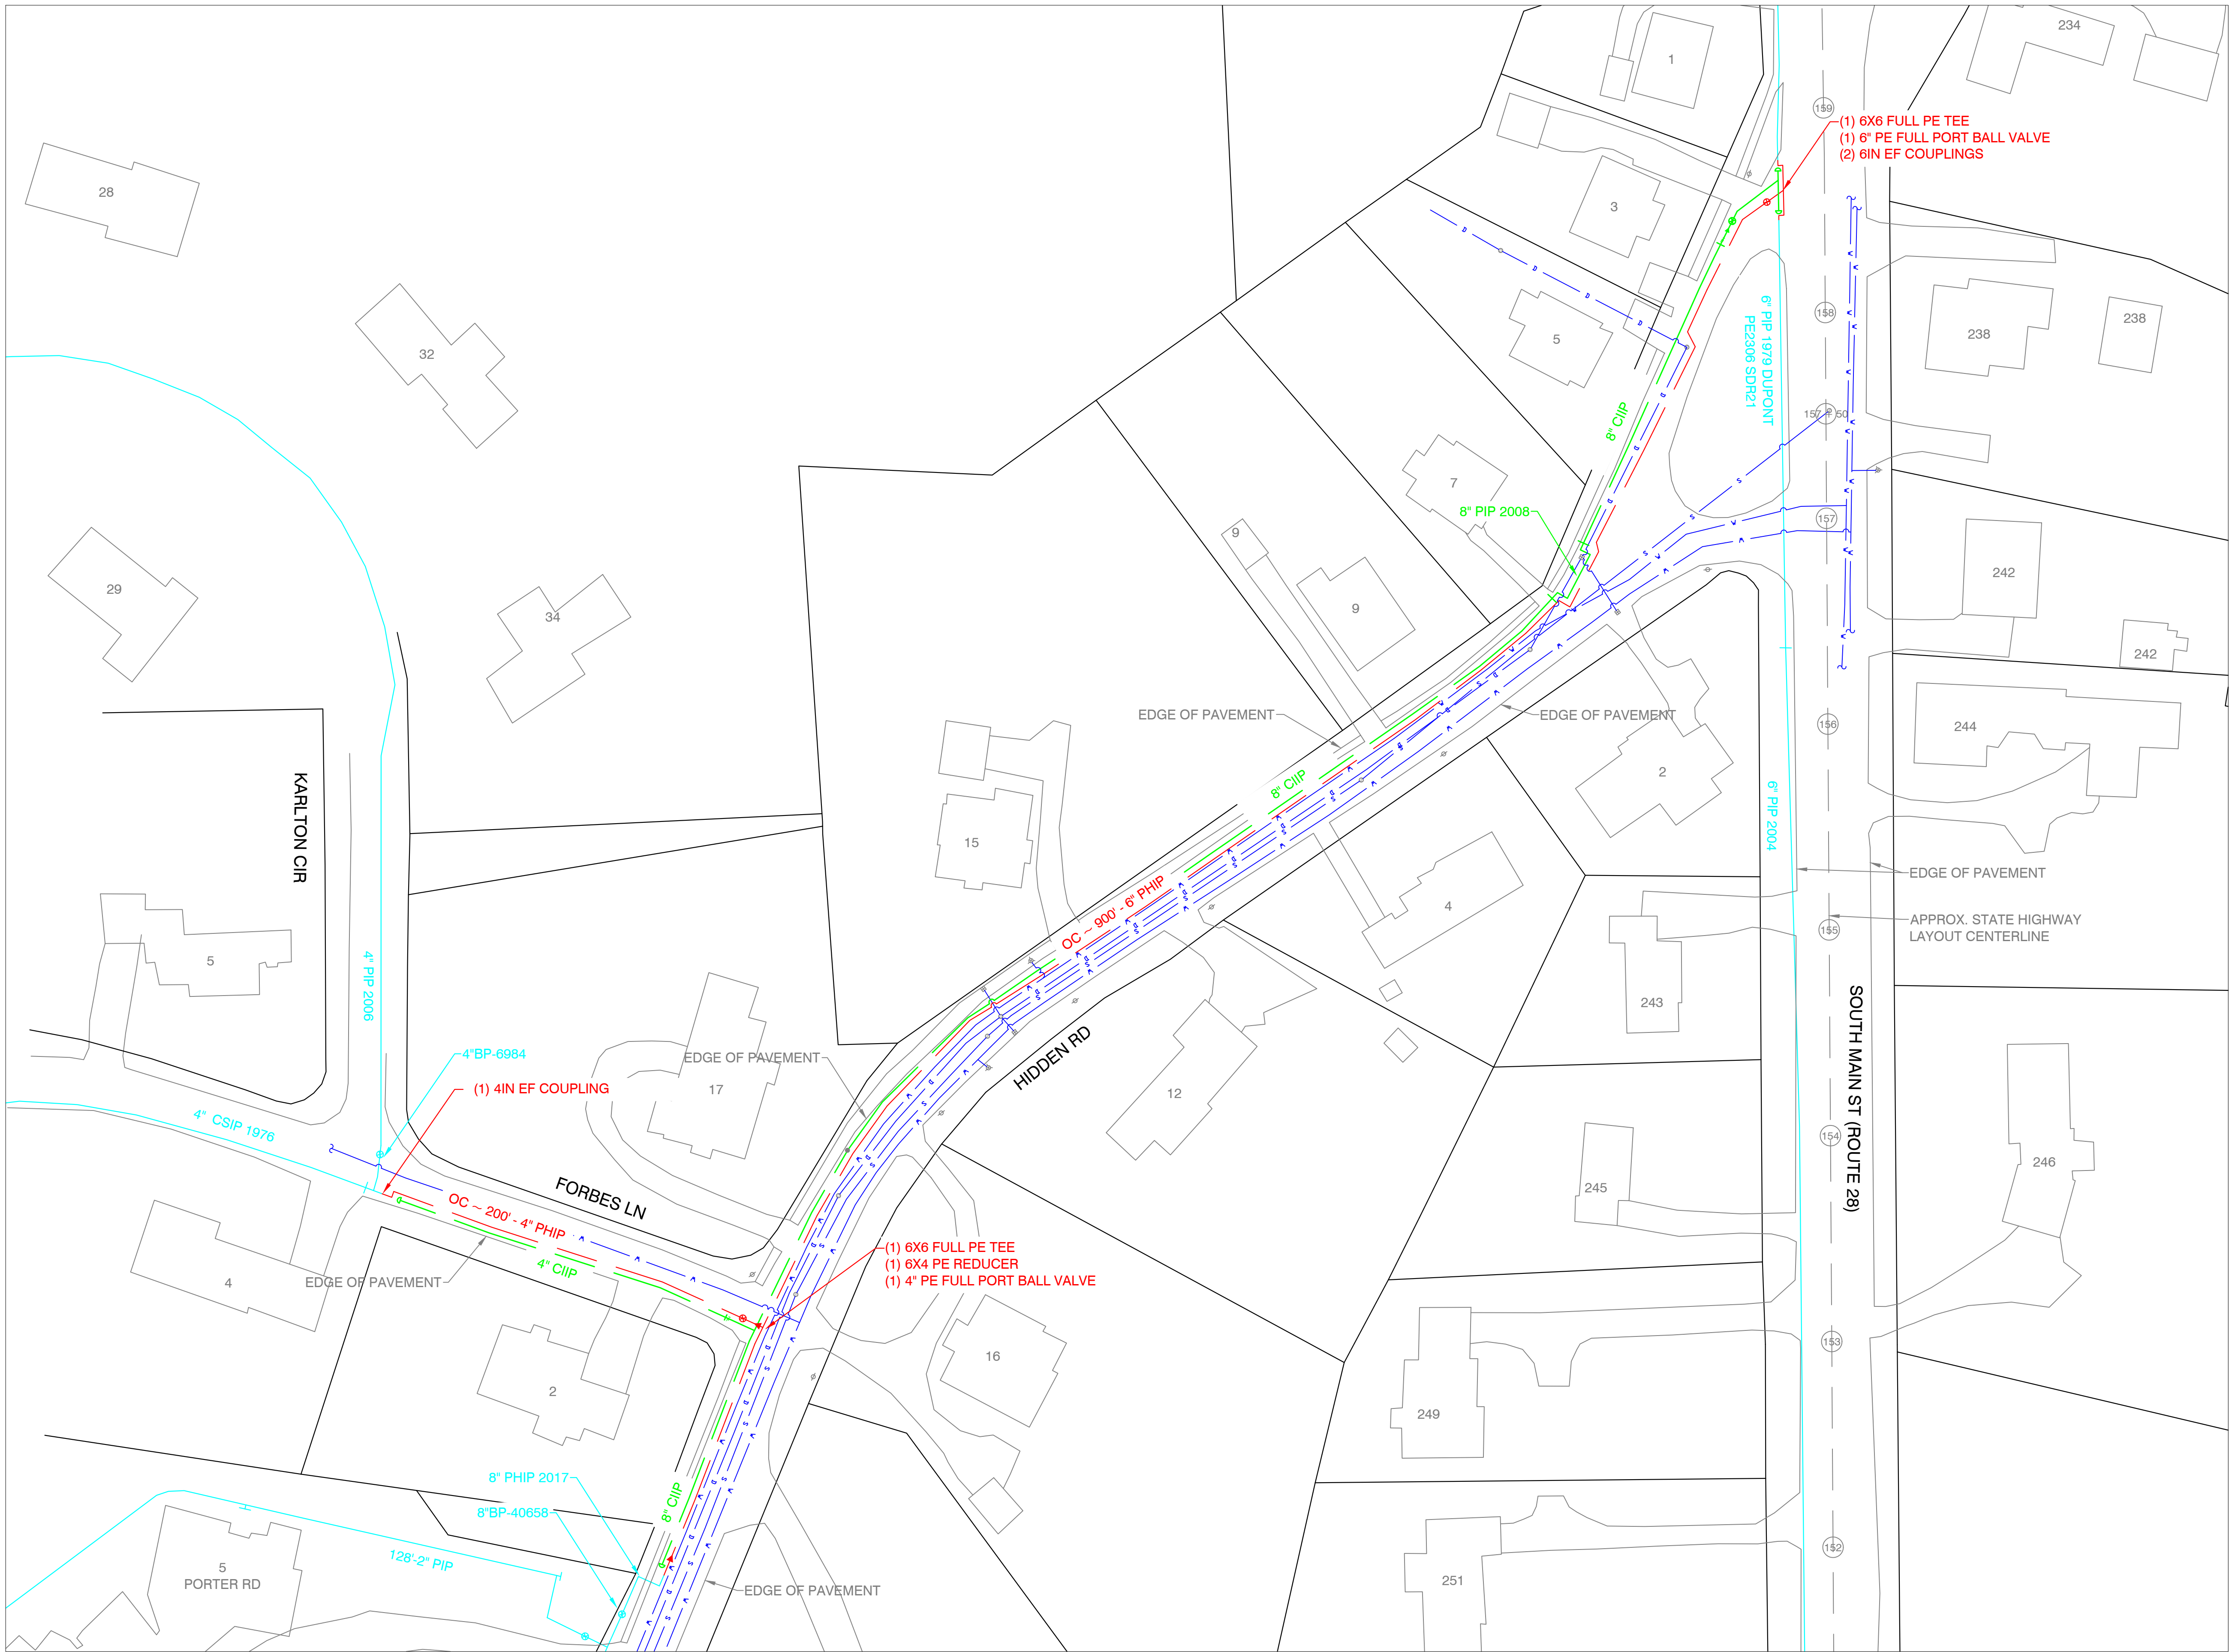 1
234
159
(1) 6X6 FULL PE TEE
(1) 6" PE FULL PORT BALL VALVE
(2) 6IN EF COUPLINGS
28
3
32
5
158
238
238
6" PIP 1979 DUPONT
PE2306 SDR21
157+50
8" CIIP
7
8" PIP 2008
157
9
9
29
34
242
242
EDGE OF PAVEMENT
EDGE OF PAVEMENT
156
244
2
KARLTON CIR
8" CIIP
15
6" PIP 2004
EDGE OF PAVEMENT
OC ~ 900' - 6" PHIP
4
APPROX. STATE HIGHWAY
LAYOUT CENTERLINE
155
5
4" PIP 2006
243
SOUTH MAIN ST (ROUTE 28)
4"BP-6984
EDGE OF PAVEMENT
HIDDEN RD
(1) 4IN EF COUPLING
17
12
4" CSIP 1976
154
246
245
FORBES LN
OC ~ 200' - 4" PHIP
(1) 6X6 FULL PE TEE
(1) 6X4 PE REDUCER
(1) 4" PE FULL PORT BALL VALVE
4" CIIP
4
EDGE OF PAVEMENT
153
16
2
249
8" PHIP 2017
8" CIIP
8"BP-40658
152
128'-2" PIP
5
PORTER RD
EDGE OF PAVEMENT
251